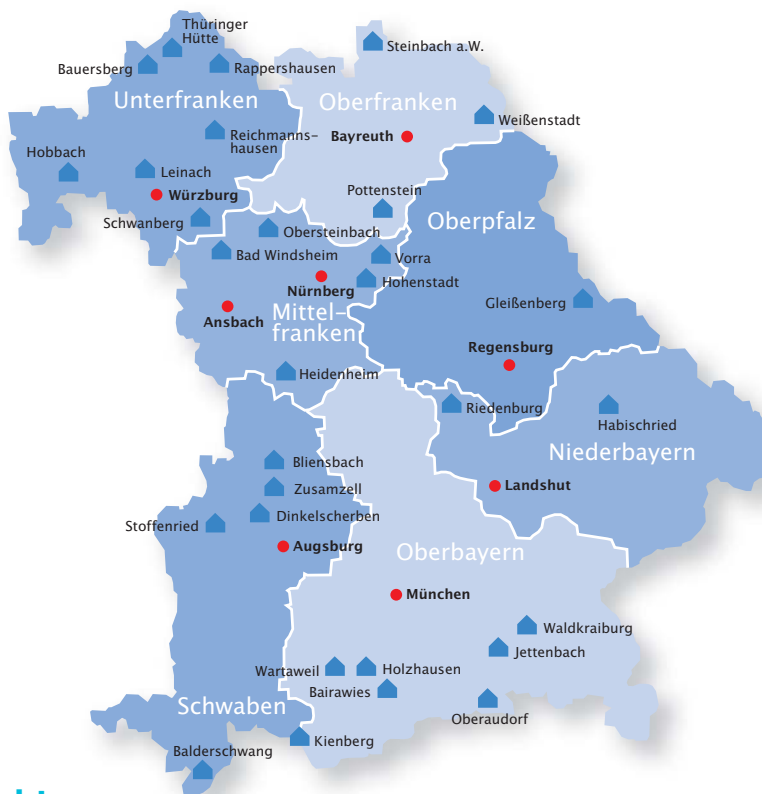 Thüringer
Hütte
Steinbach a.W.
Bauersberg
Rappershausen
Unterfranken
Oberfranken
Weißenstadt
Reichmanns-
hausen
Bayreuth
Hobbach
Leinach
Würzburg
Pottenstein
Schwanberg
Oberpfalz
Obersteinbach
Bad Windsheim
Vorra
Hohenstadt
Nürnberg
Gleißenberg
Ansbach
Mittel-
franken
Regensburg
Heidenheim
Riedenburg
Habischried
Niederbayern
Bliensbach
Zusamzell
Landshut
Dinkelscherben
Stoffenried
Augsburg
Oberbayern
München
Waldkraiburg
Jettenbach
Wartaweil
Holzhausen
Bairawies
Schwaben
Oberaudorf
Kienberg
Balderschwang